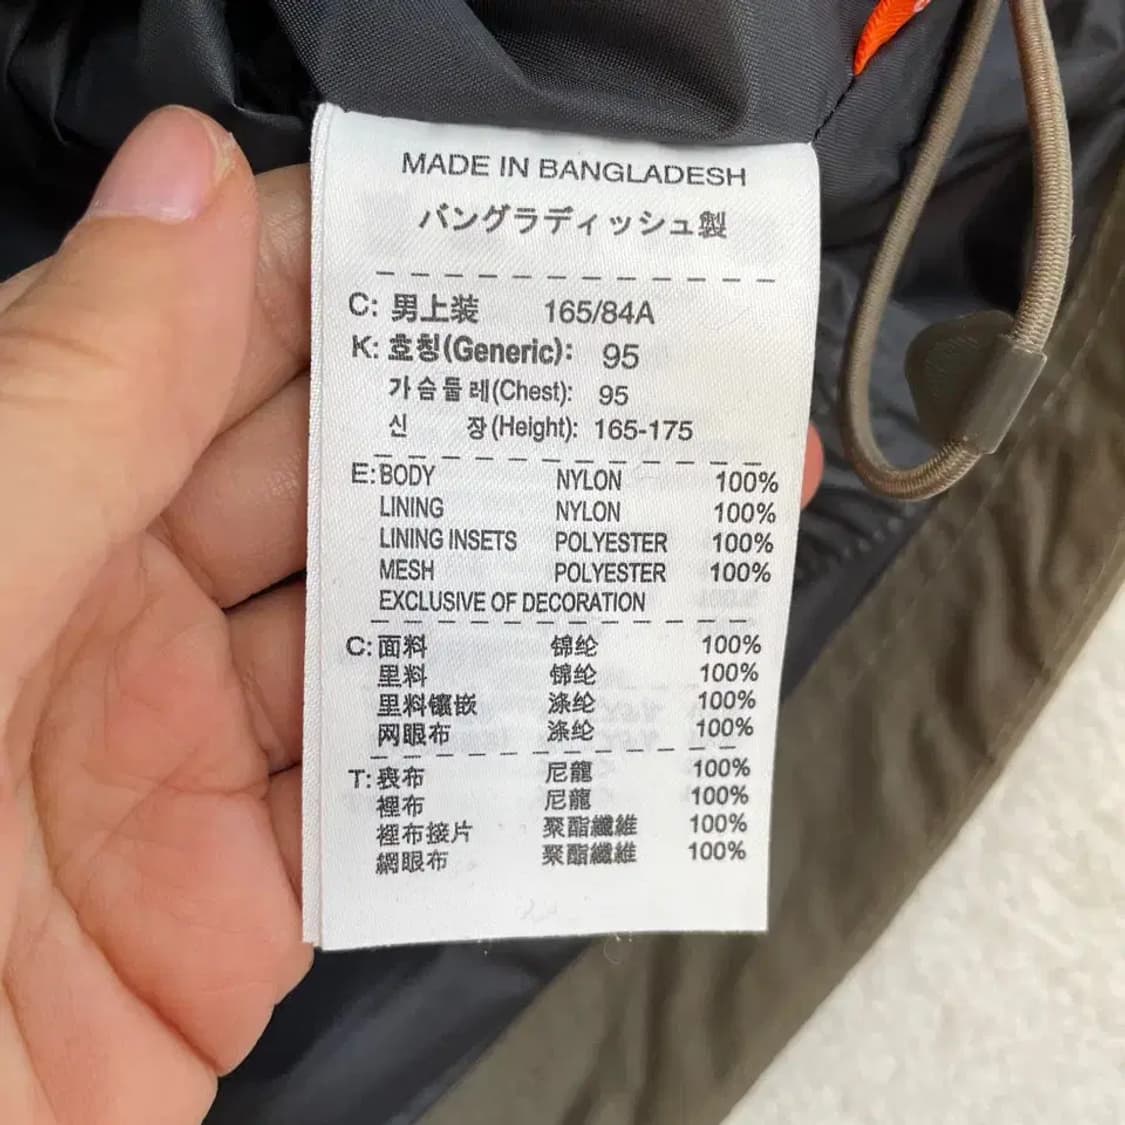 MADE IN BANGLADESH
バングラディッシュ製
C: 男上装 165/84A
K: 호칭(Generic): 95
가슴둘레(Chest): 95
신 장(Height): 165-175
E: BODY NYLON 100%
LINING NYLON 100%
LINING INSETS POLYESTER 100%
MESH POLYESTER 100%
EXCLUSIVE OF DECORATION
C: 面料 锦纶 100%
里料 锦纶 100%
里料镶嵌 涤纶 100%
网眼布 涤纶 100%
T: 表布 尼龍 100%
裡布 尼龍 100%
裡布接片 聚酯纖維 100%
網眼布 聚酯纖維 100%